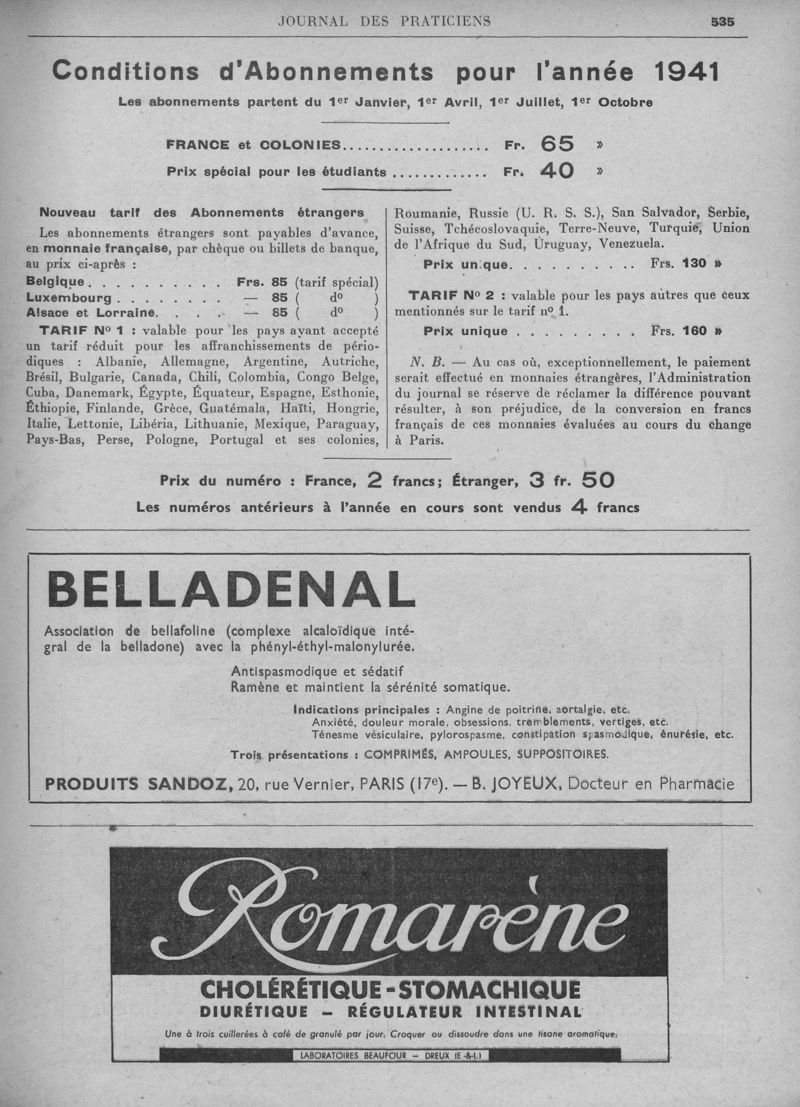 JOURNAL DES PRATICIENS 535
Conditions d'Abonnements pour l'année 1941
Les abonnements partent du 1er Janvier, 1er Avril, 1er Juillet, 1er Octobre
FRANCE et COLONIES.................... Fr. 65 »
Prix spécial pour les étudiants ............. Fr. 40 »
Nouveau tarif des Abonnements étrangers
Les abonnements étrangers sont payables d'avance,
en monnaie française, par chèque ou billets de banque,
au prix ci-après :
Belgique . . . . . . . . . . Frs. 85 (tarif spécial)
Luxembourg . . . . . . . . — 85 ( do )
Alsace et Lorraine. . . . . — 85 ( do )
TARIF No 1 : valable pour les pays ayant accepté
un tarif réduit pour les affranchissements de pério-
diques : Albanie, Allemagne, Argentine, Autriche,
Brésil, Bulgarie, Canada, Chili, Colombia, Congo Belge,
Cuba, Danemark, Égypte, Équateur, Espagne, Esthonie,
Éthiopie, Finlande, Grèce, Guatémala, Haïti, Hongrie,
Italie, Lettonie, Libéria, Lithuanie, Mexique, Paraguay,
Pays-Bas, Perse, Pologne, Portugal et ses colonies,
Roumanie, Russie (U. R. S. S.), San Salvador, Serbie,
Suisse, Tchécoslovaquie, Terre-Neuve, Turquie, Union
de l'Afrique du Sud, Uruguay, Venezuela.
Prix unique. . . . . . . . . . Frs. 130 »
TARIF No 2 : valable pour les pays autres que ceux
mentionnés sur le tarif no 1.
Prix unique . . . . . . . . . Frs. 160 »
N. B. — Au cas où, exceptionnellement, le paiement
serait effectué en monnaies étrangères, l'Administration
du journal se réserve de réclamer la différence pouvant
résulter, à son préjudice, de la conversion en francs
français de ces monnaies évaluées au cours du change
à Paris.
Prix du numéro : France, 2 francs; Étranger, 3 fr. 50
Les numéros antérieurs à l'année en cours sont vendus 4 francs
BELLADENAL
Association de bellafoline (complexe alcaloïdique inté-
gral de la belladone) avec la phényl-éthyl-malonylurée.
Antispasmodique et sédatif
Ramène et maintient la sérénité somatique.
Indications principales : Angine de poitrine, aortalgie, etc.
Anxiété, douleur morale, obsessions, tremblements, vertiges, etc.
Ténesme vésiculaire, pylorospasme, constipation spasmodique, énurésie, etc.
Trois présentations : COMPRIMÉS, AMPOULES, SUPPOSITOIRES.
PRODUITS SANDOZ, 20, rue Vernier, PARIS (17e). — B. JOYEUX, Docteur en Pharmacie
Romarène
CHOLÉRÉTIQUE-STOMACHIQUE
DIURÉTIQUE – RÉGULATEUR INTESTINAL
Une à trois cuillerées à café de granulé par jour. Croquer ou dissoudre dans une tisane aromatique.
LABORATOIRES BEAUFOUR – DREUX (E.-&-L.)